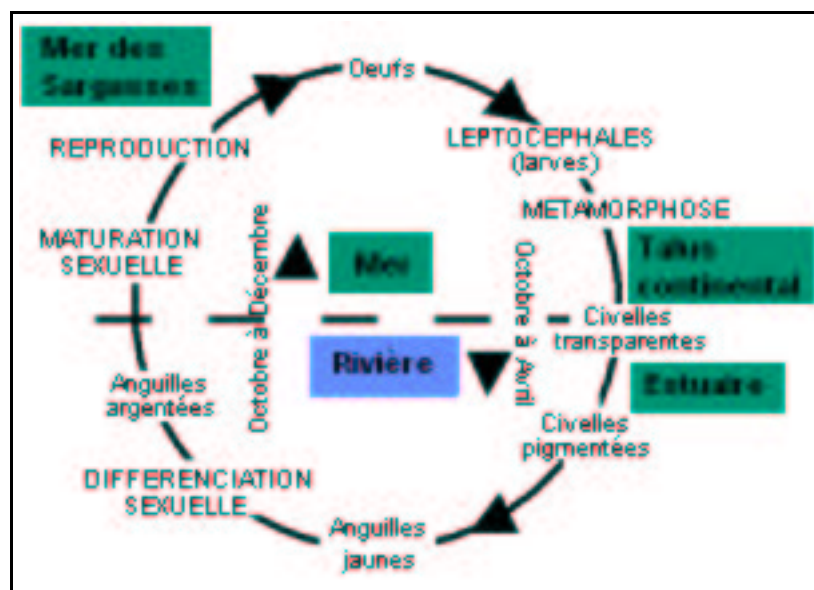 Mer des
Sargasses
Oeufs
REPRODUCTION
LEPTOCEPHALES
(larves)
METAMORPHOSE
MATURATION
SEXUELLE
Octobre à Décembre
Mer
Octobre à Avril
Talus
continental
Civelles
transparentes
Rivière
Estuaire
Anguilles
argentées
Civelles
pigmentées
DIFFERENCIATION
SEXUELLE
Anguilles
jaunes